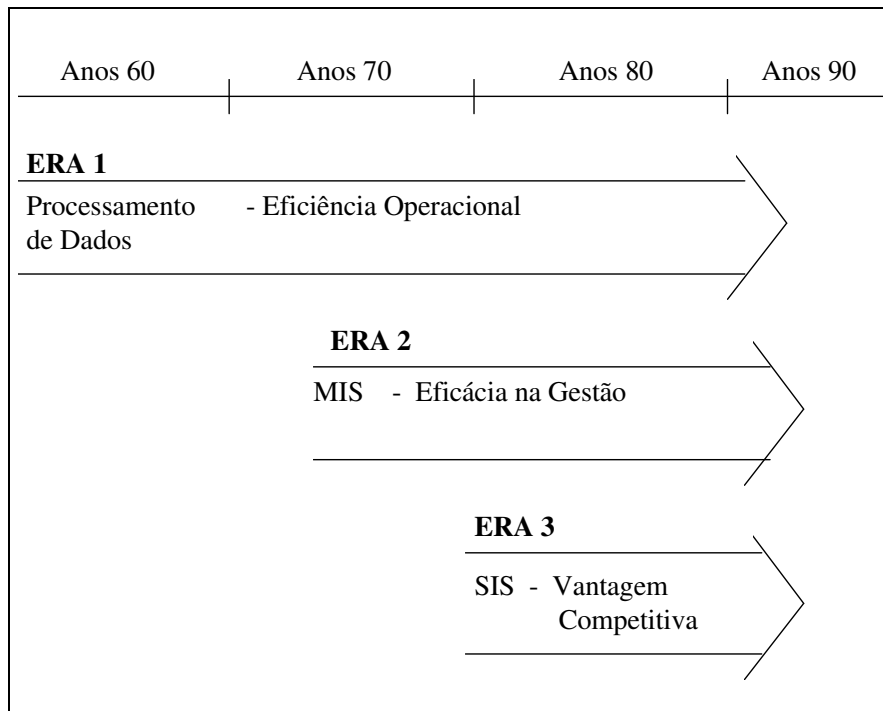 Anos 60 Anos 70 Anos 80 Anos 90
ERA 1
Processamento - Eficiência Operacional
de Dados
ERA 2
MIS - Eficácia na Gestão
ERA 3
SIS - Vantagem
Competitiva